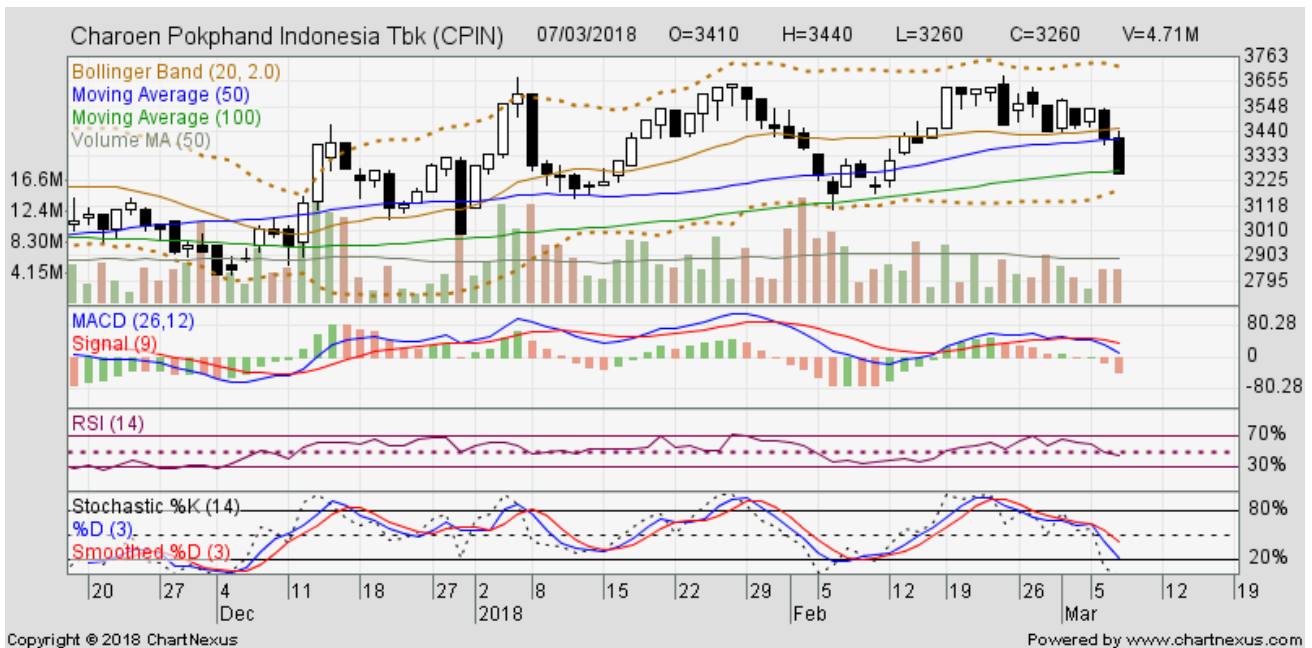 Charoen Pokphand Indonesia Tbk (CPIN) 07/03/2018 O=3410 H=3440 L=3260 C=3260 V=4.71M
Bollinger Band (20, 2.0)
Moving Average (50)
Moving Average (100)
Volume MA (50)
16.6M
12.4M
8.30M
4.15M
3763
3655
3548
3440
3333
3225
3118
3010
2903
2795
MACD (26,12)
Signal (9)
80.28
0
-80.28
RSI (14)
70%
30%
Stochastic %K (14)
%D (3)
Smoothed %D (3)
80%
20%
20 27 4 11 18 27 2 8 15 22 29 5 12 19 26 5 12 19
Dec 2018 Feb Mar
Copyright © 2018 ChartNexus Powered by www.chartnexus.com